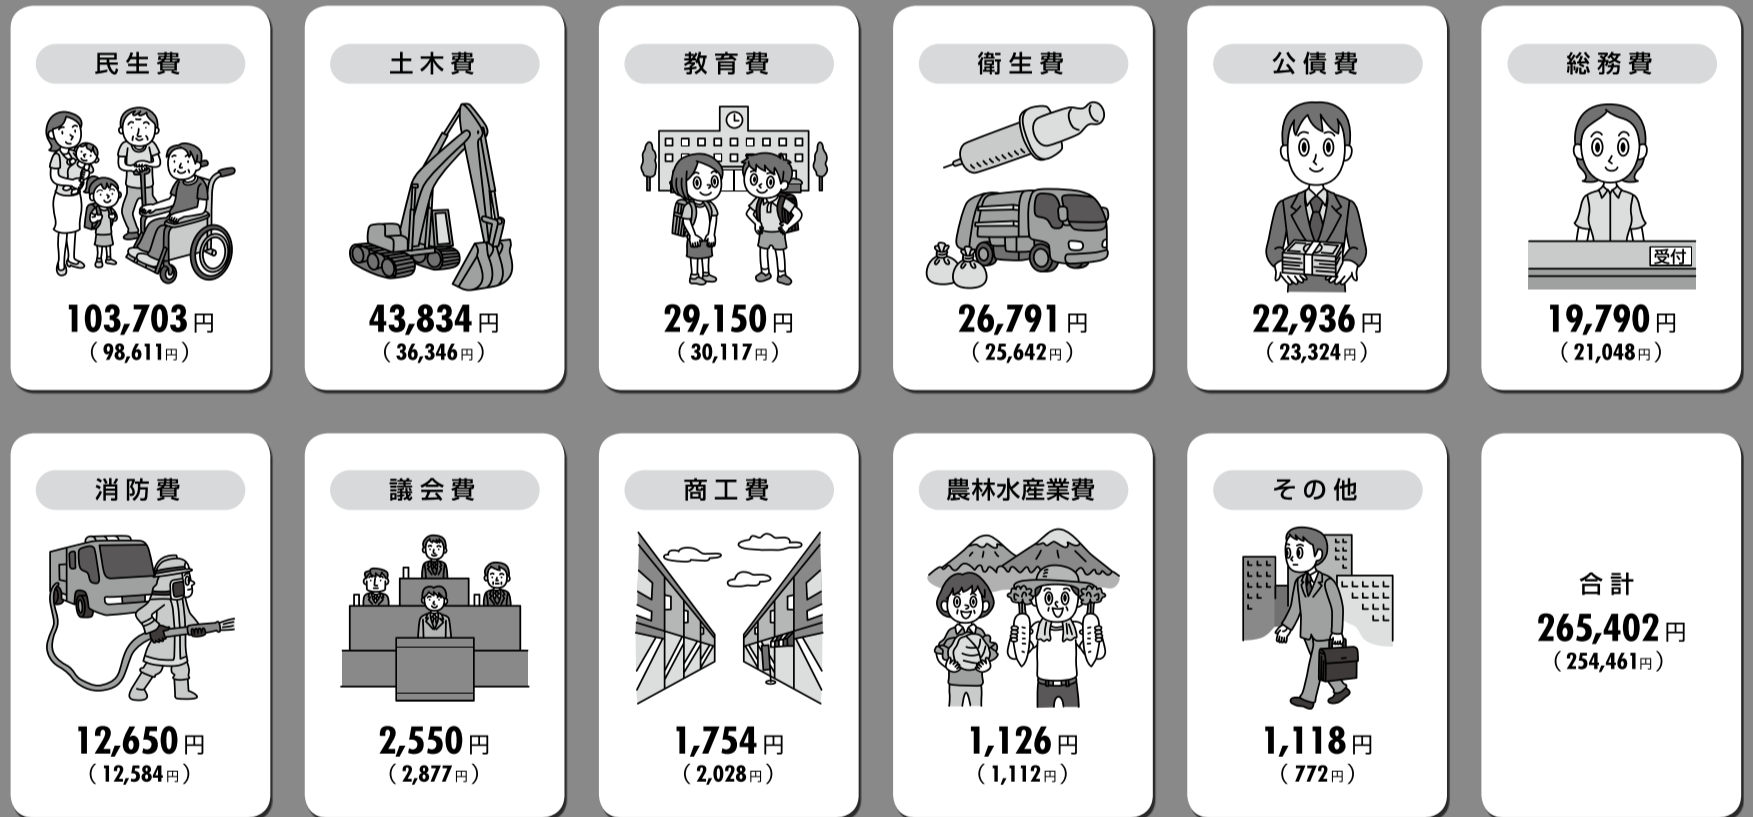 民生費
103,703円
(98,611円)
土木費
43,834円
(36,346円)
教育費
29,150円
(30,117円)
衛生費
26,791円
(25,642円)
公債費
22,936円
(23,324円)
総務費
受付
19,790円
(21,048円)
消防費
12,650円
(12,584円)
議会費
2,550円
(2,877円)
商工費
1,754円
(2,028円)
農林水産業費
1,126円
(1,112円)
その他
1,118円
(772円)
合計
265,402円
(254,461円)